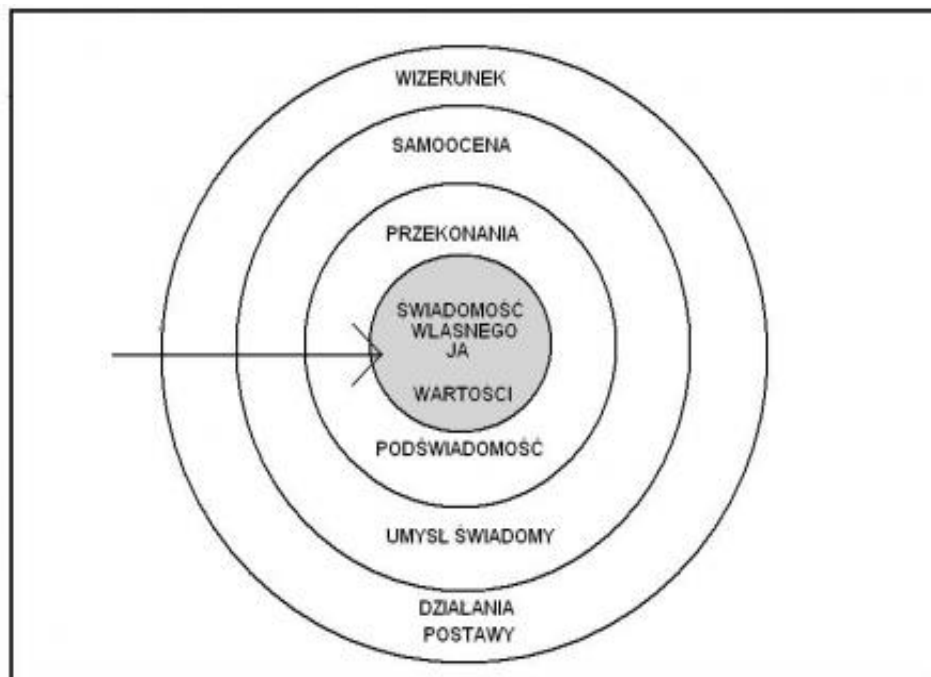 WIZERUNEK
SAMOOCENA
PRZEKONANIA
ŚWIADOMOŚĆ
WLASNEGO
JA
WARTOSCI
PODŚWIADOMOŚĆ
UMYSL ŚWIADOMY
DZIAŁANIA
POSTAWY